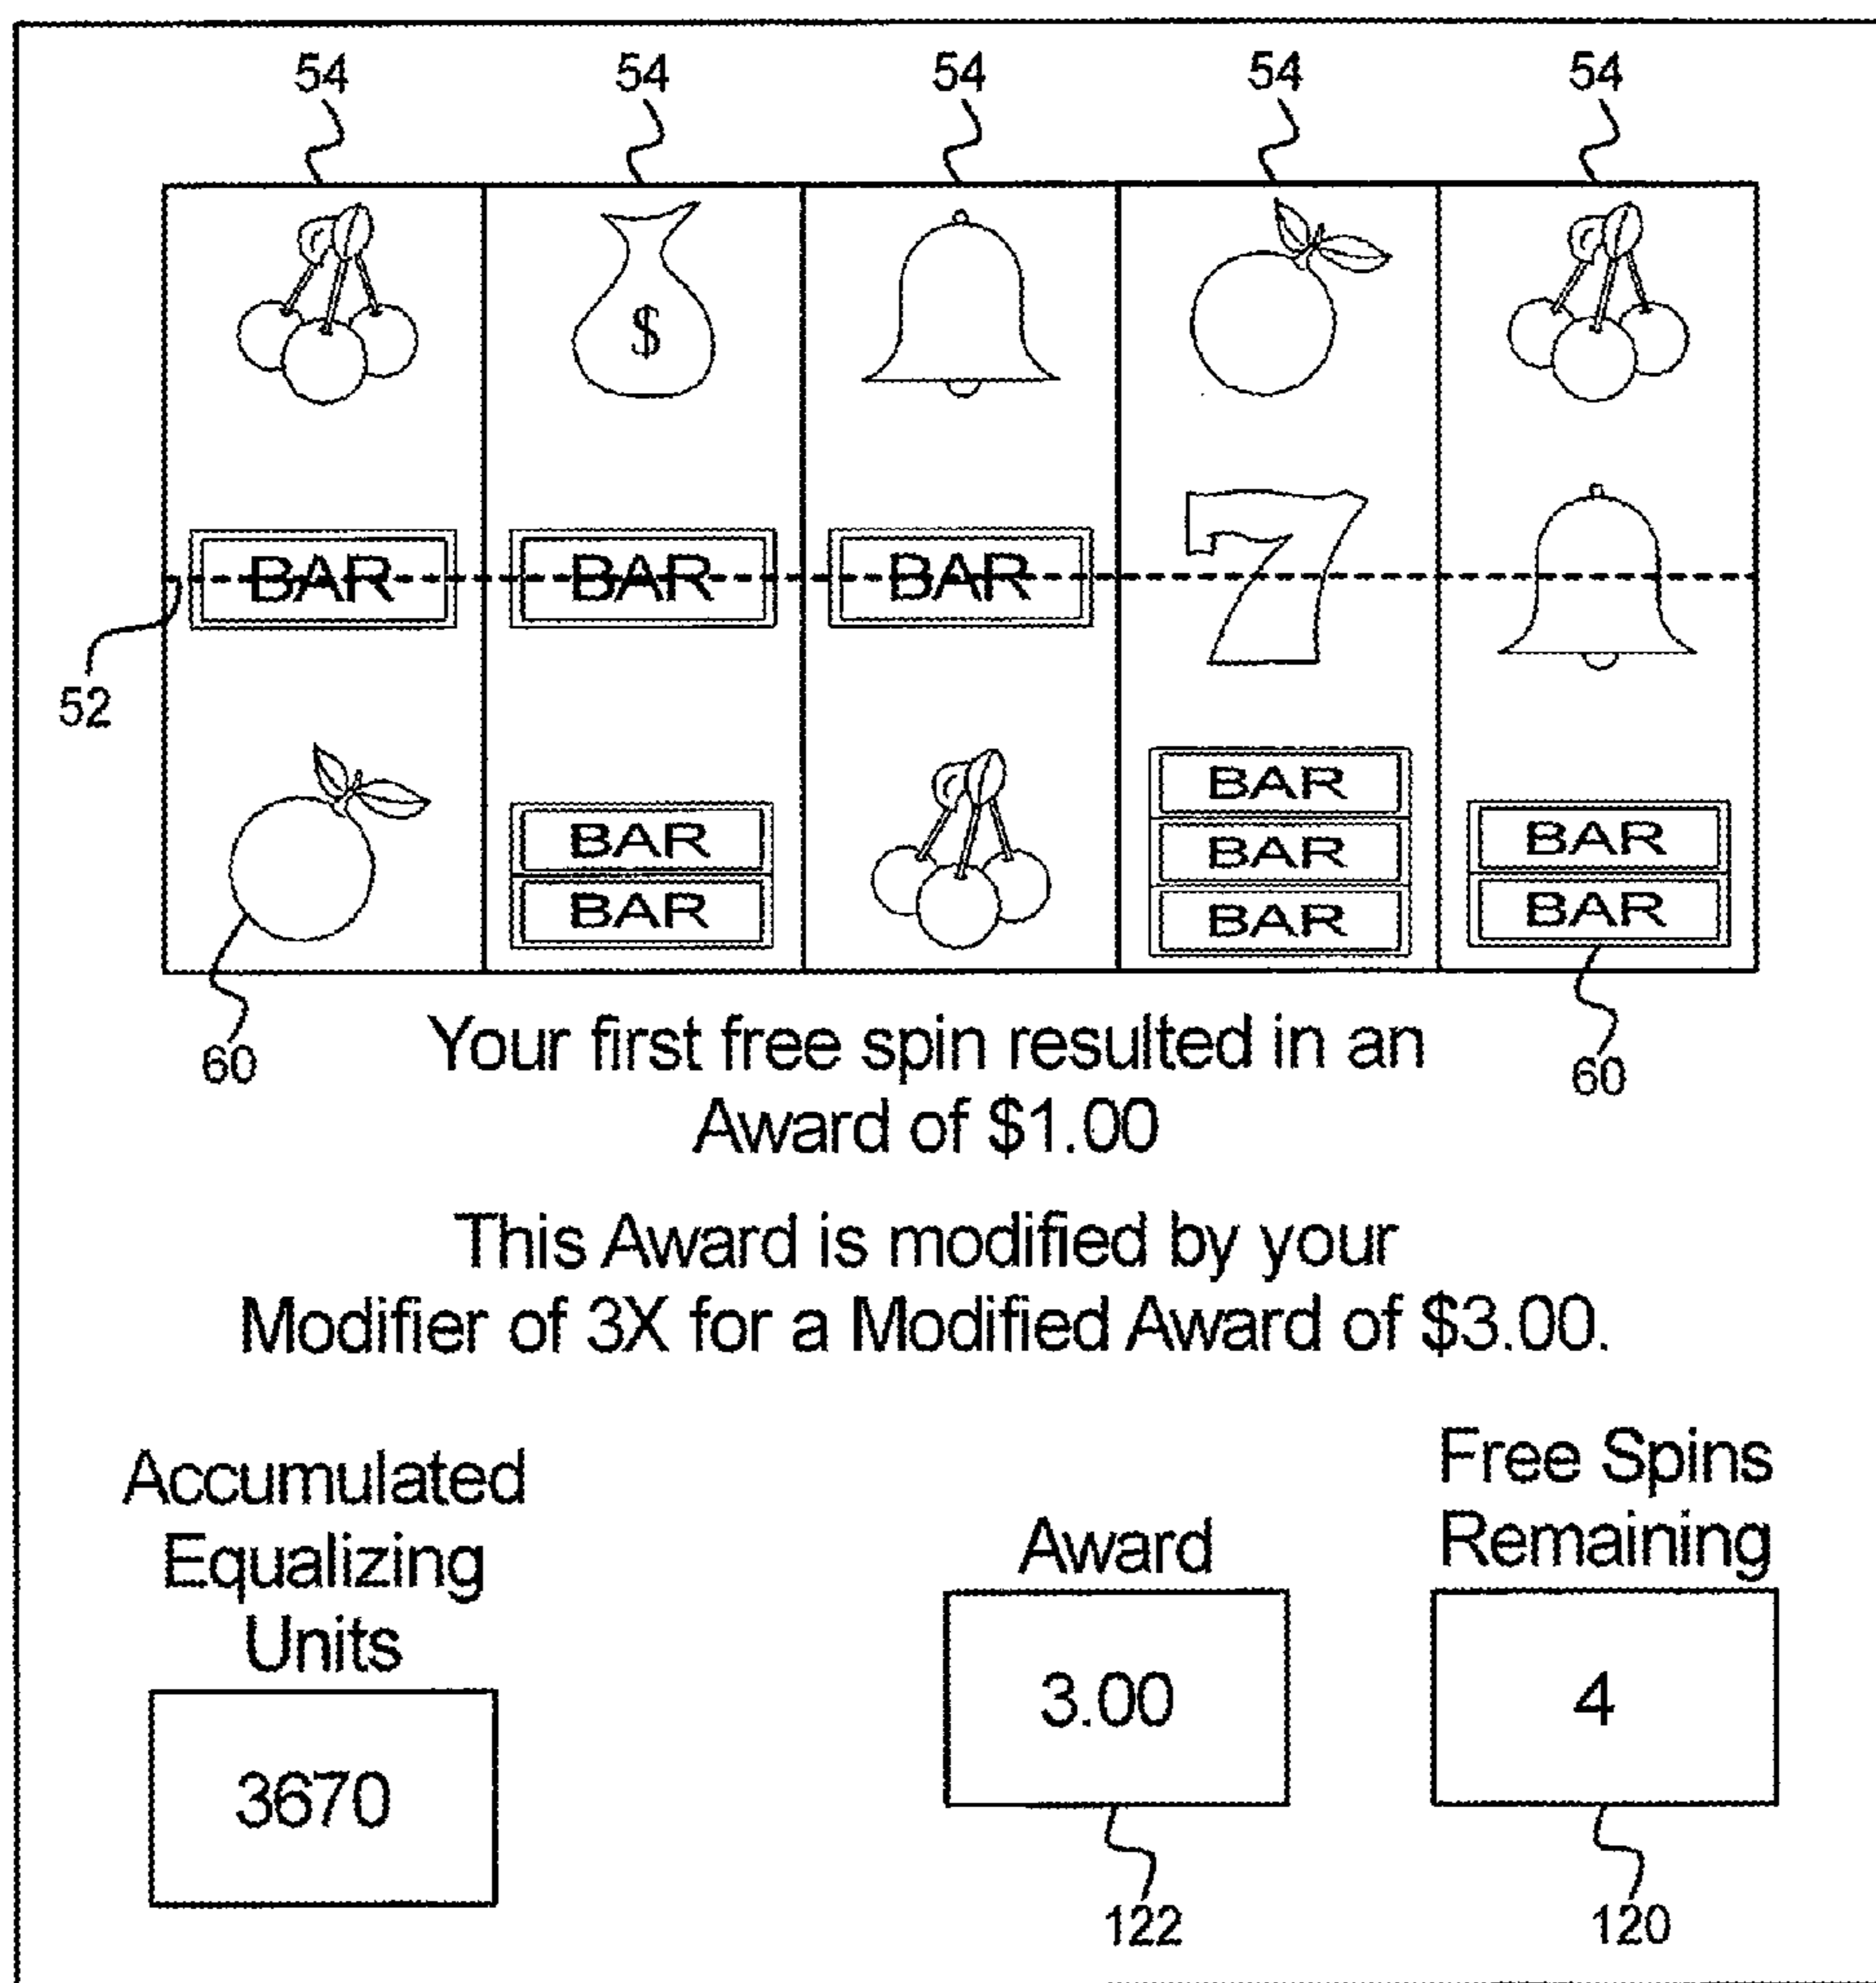 54 54 54 54 54
$
BAR BAR BAR 7
52
BAR
BAR BAR
BAR BAR
BAR BAR
BAR
60 60
Your first free spin resulted in an
Award of $1.00
This Award is modified by your
Modifier of 3X for a Modified Award of $3.00.
Accumulated
Equalizing
Units
3670
Award
3.00
122
Free Spins
Remaining
4
120